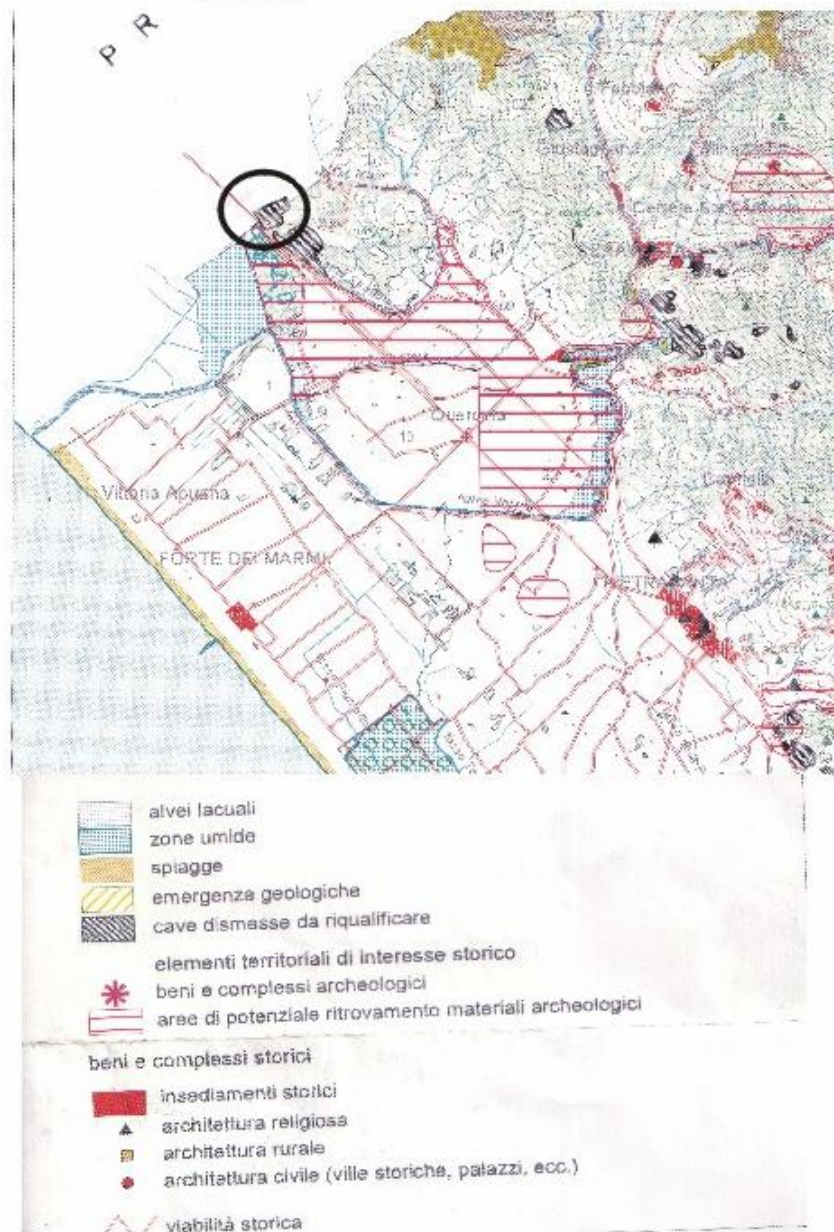 P R
Querceta
Vittoria Apuana
FORTE DEI MARMI
PIETRASANTA
alvei lacuali
zone umide
spiagge
emergenze geologiche
cave dismesse da riqualificare
elementi territoriali di interesse storico
beni e complessi archeologici
aree di potenziale ritrovamento materiali archeologici
beni e complessi storici
insediamenti storici
architettura religiosa
architettura rurale
architettura civile (ville storiche, palazzi, ecc.)
viabilità storica